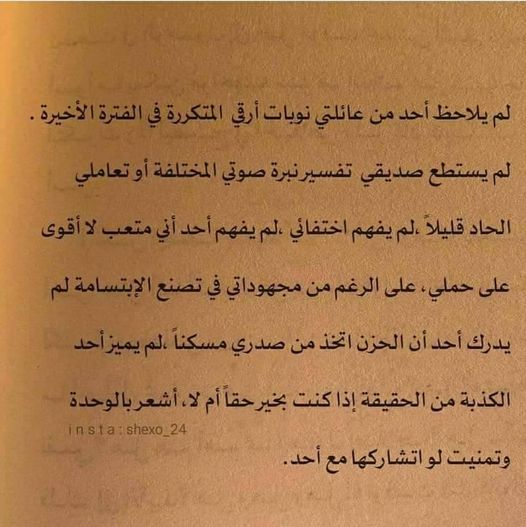 لم يلاحظ أحد من عائلتي نوبات أرقي المتكررة في الفترة الأخيرة .
لم يستطع صديقي تفسير نبرة صوتي المختلفة أو تعاملي
الحاد قليلاً ،لم يفهم اختفائي ،لم يفهم أحد أني متعب لا أقوى
على حملي، على الرغم من مجهوداتي في تصنع الإبتسامة لم
يدرك أحد أن الحزن اتخذ من صدري مسكناً ،لم يميز أحد
الكذبة من الحقيقة إذا كنت بخير حقاً أم لا، أشعر بالوحدة
insta:shexo_24
وتمنيت لو اتشاركها مع أحد.